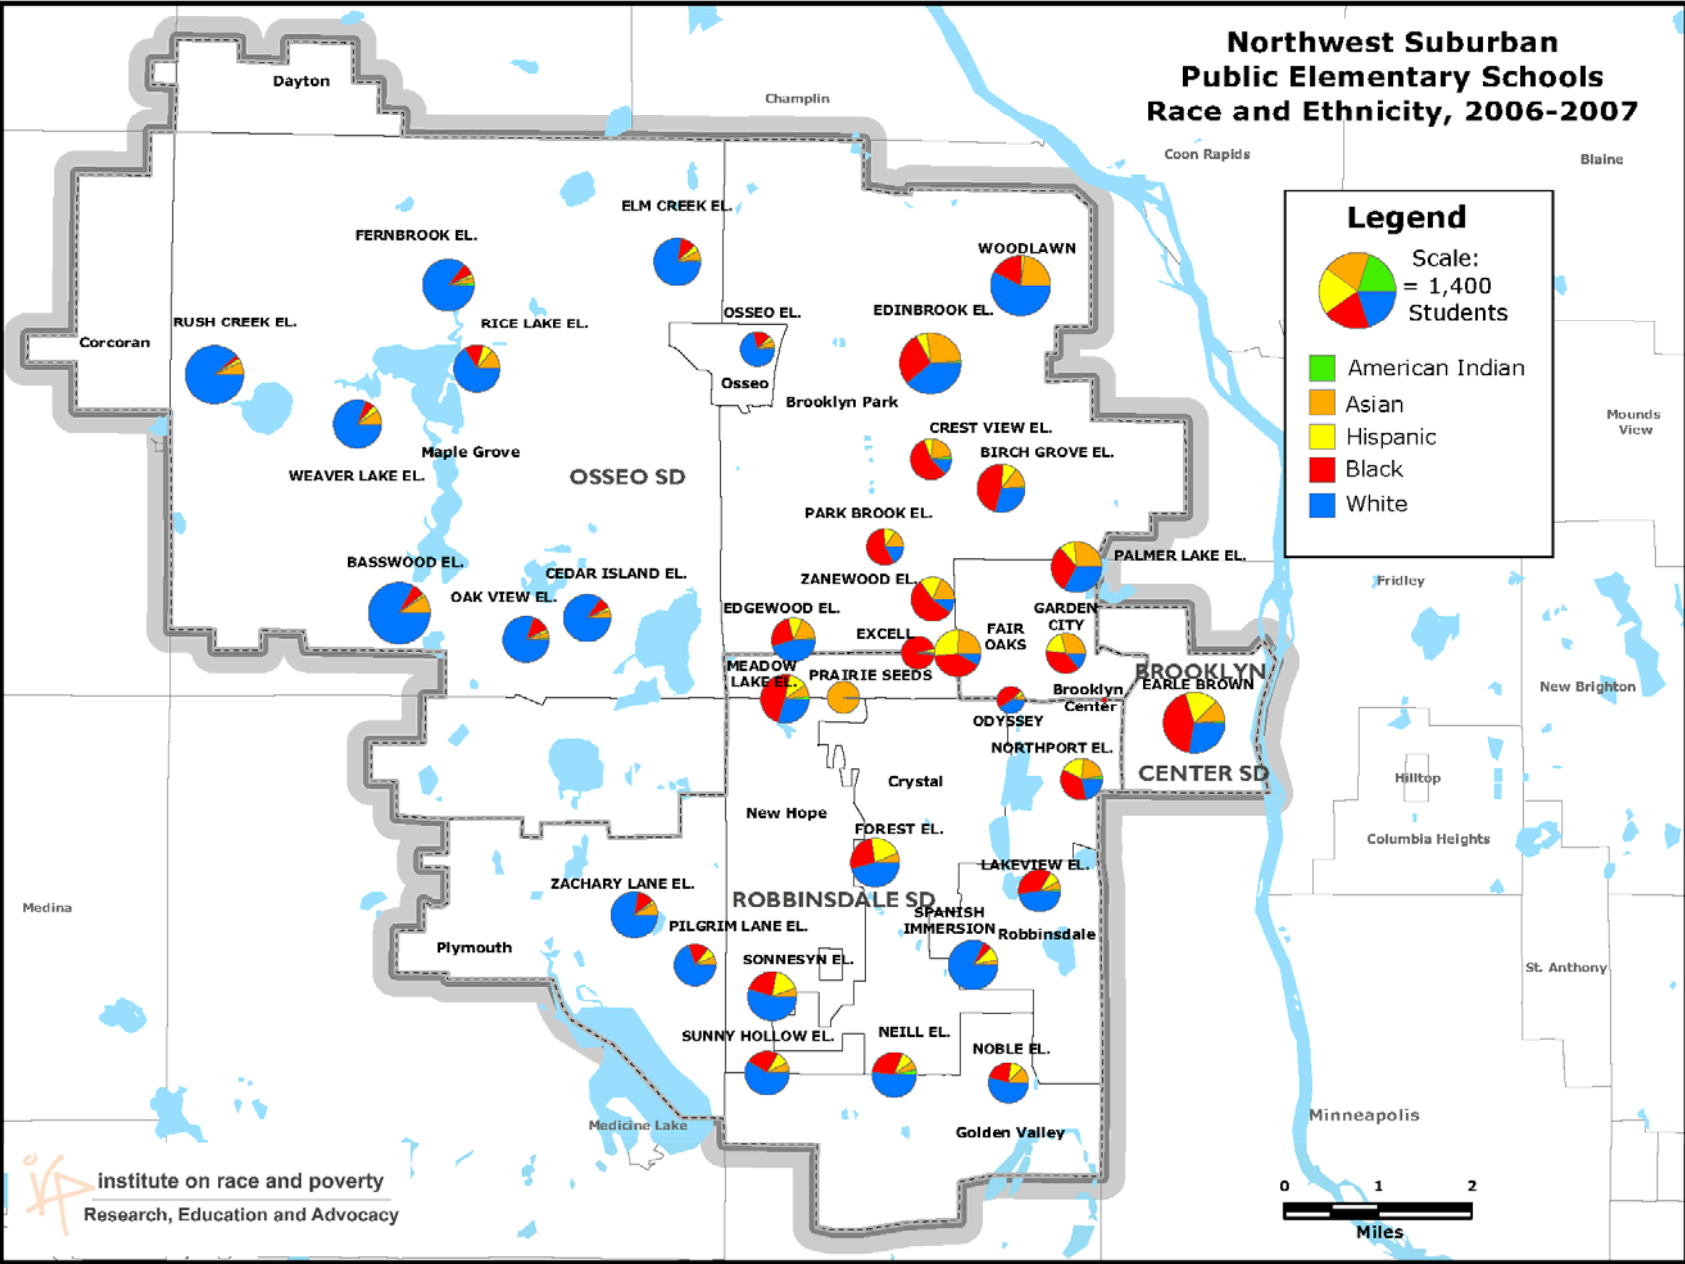 Northwest Suburban
Public Elementary Schools
Race and Ethnicity, 2006-2007
Dayton
Champlin
Coon Rapids
Blaine
Legend
Scale:
= 1,400
Students
American Indian
Asian
Hispanic
Black
White
ELM CREEK EL.
FERNBROOK EL.
WOODLAWN
RUSH CREEK EL.
RICE LAKE EL.
OSSEO EL.
EDINBROOK EL.
Corcoran
Osseo
Brooklyn Park
Mounds
View
CREST VIEW EL.
BIRCH GROVE EL.
Maple Grove
WEAVER LAKE EL.
OSSEO SD
PARK BROOK EL.
PALMER LAKE EL.
BASSWOOD EL.
CEDAR ISLAND EL.
OAK VIEW EL.
ZANEWOOD EL.
Fridley
EDGEWOOD EL.
GARDEN
CITY
EXCELL
FAIR
OAKS
MEADOW
LAKE EL.
PRAIRIE SEEDS
BROOKLYN
EARLE BROWN
Brooklyn
Center
New Brighton
ODYSSEY
NORTHPORT EL.
CENTER SD
Hilltop
Crystal
New Hope
FOREST EL.
Columbia Heights
LAKEVIEW EL.
ZACHARY LANE EL.
ROBBINSDALE SD
Medina
SPANISH
IMMERSION
Robbinsdale
PILGRIM LANE EL.
Plymouth
SONNESYN EL.
St. Anthony
SUNNY HOLLOW EL.
NEILL EL.
NOBLE EL.
Medicine Lake
Golden Valley
Minneapolis
irp
institute on race and poverty
Research, Education and Advocacy
0 1 2
Miles